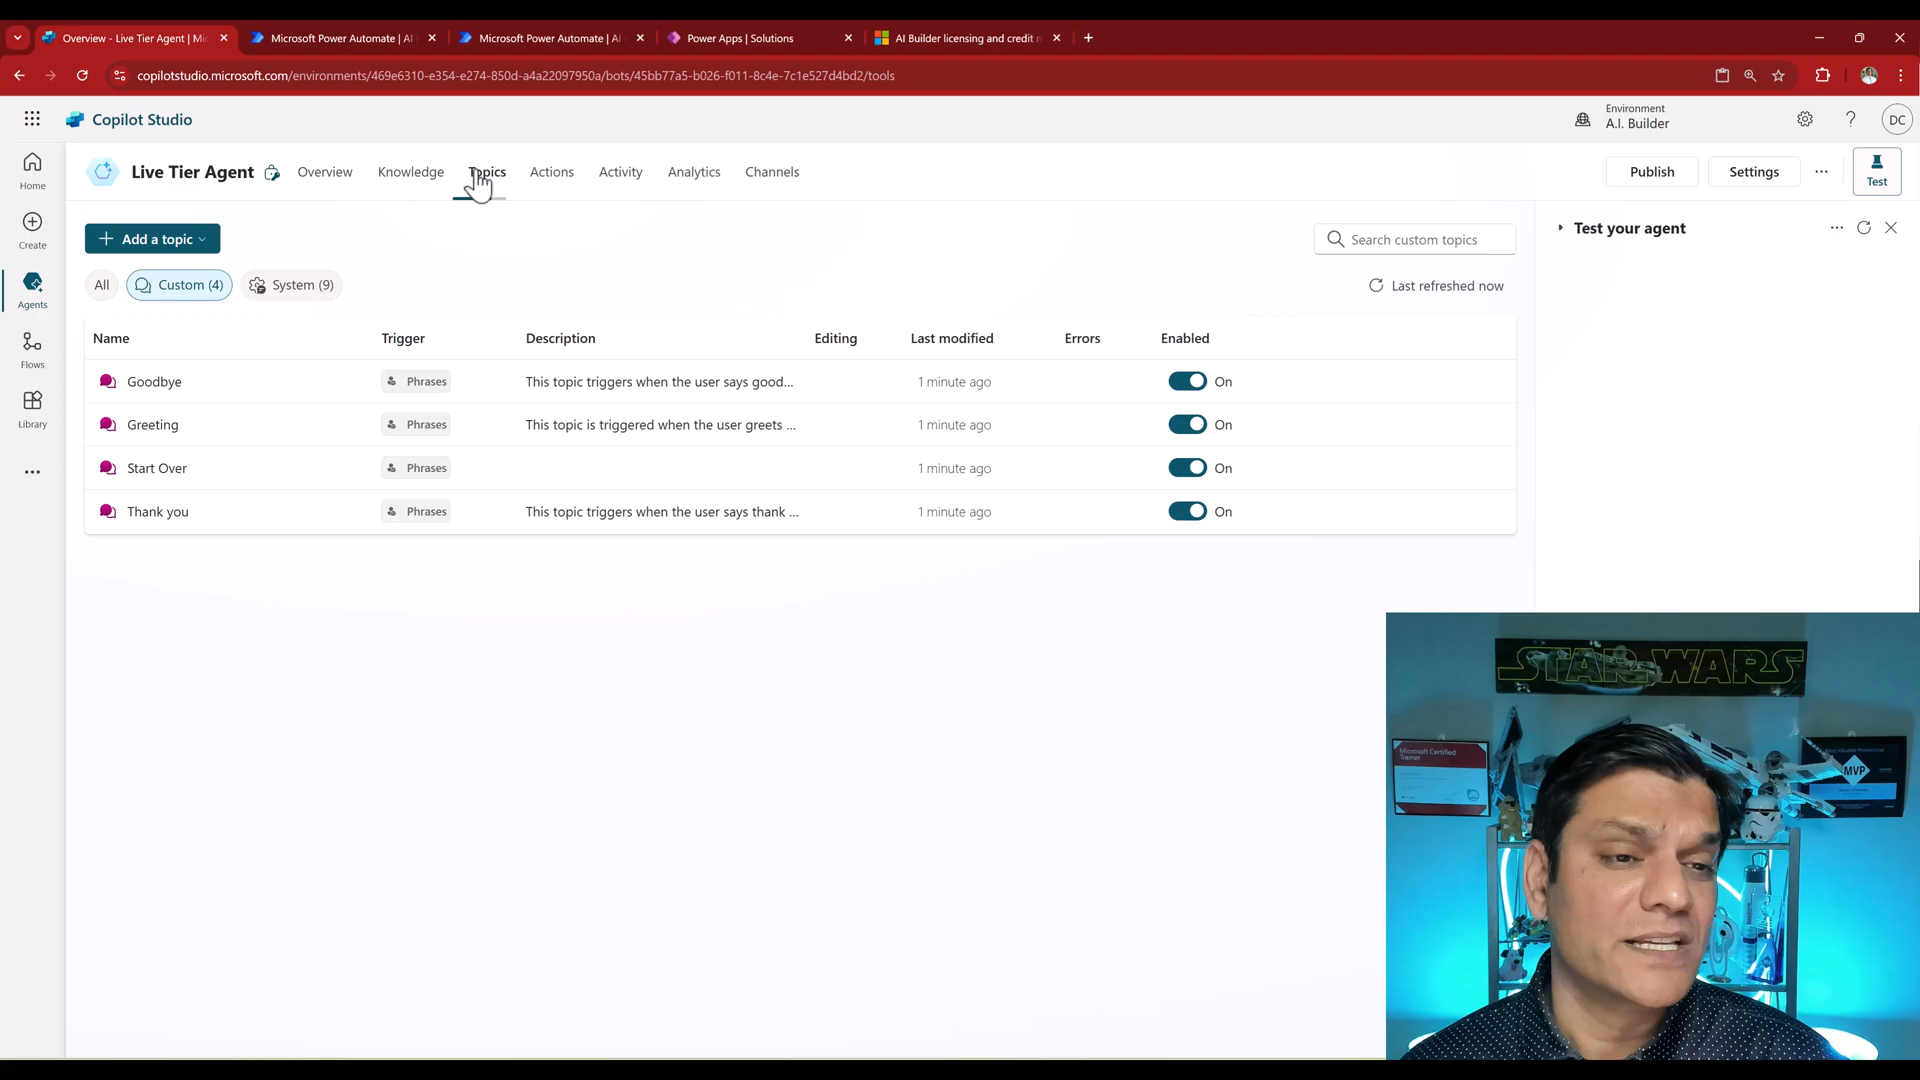 Overview - Live Tier Agent | Mi
Microsoft Power Automate | AI
Microsoft Power Automate | AI
Power Apps | Solutions
AI Builder licensing and credit m
copilotstudio.microsoft.com/environments/469e6310-e354-e274-850d-a4a22097950a/bots/45bb77a5-b026-f011-8c4e-7c1e527d4bd2/tools
Copilot Studio
Environment
A.I. Builder
DC
Live Tier Agent
Overview
Knowledge
Topics
Actions
Activity
Analytics
Channels
Publish
Settings
Test
Home
Create
Agents
Flows
Library
Add a topic
Search custom topics
All
Custom (4)
System (9)
Last refreshed now
Name Trigger Description Editing Last modified Errors Enabled
Goodbye Phrases This topic triggers when the user says good... 1 minute ago On
Greeting Phrases This topic is triggered when the user greets ... 1 minute ago On
Start Over Phrases 1 minute ago On
Thank you Phrases This topic triggers when the user says thank ... 1 minute ago On
Test your agent
STAR WARS
Microsoft Certified
Trainer
MVP